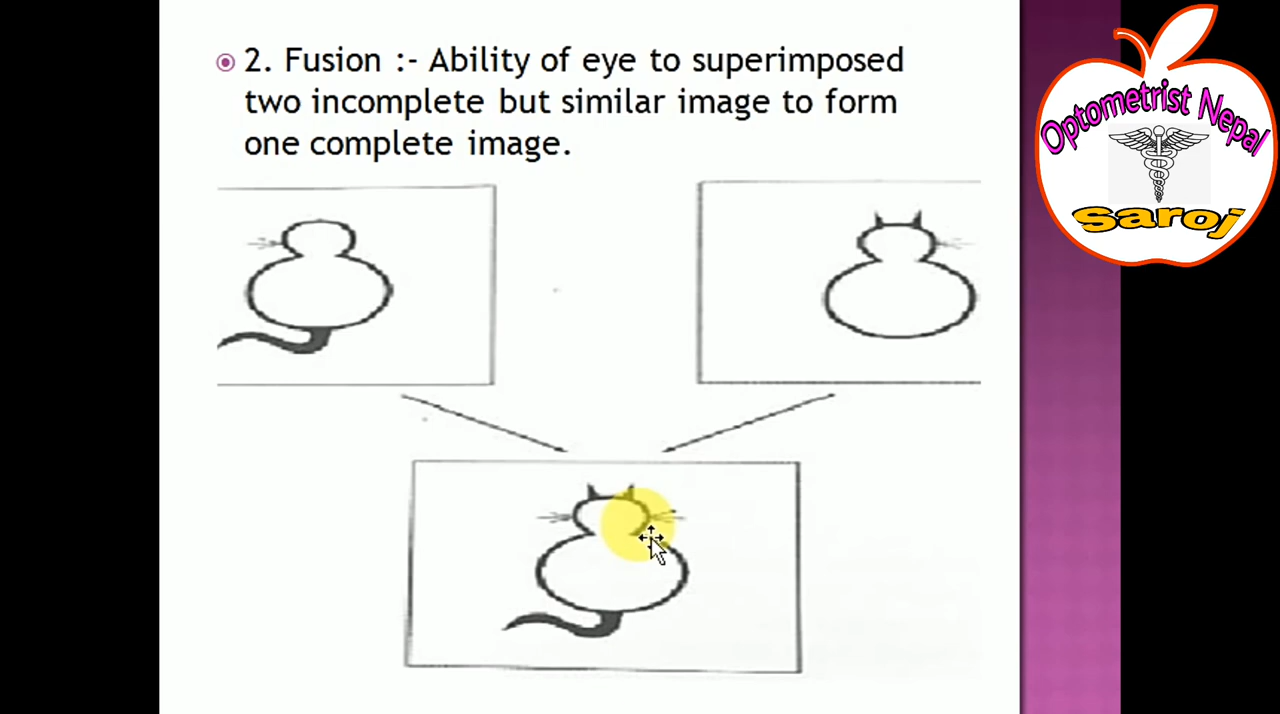 2. Fusion :- Ability of eye to superimposed
two incomplete but similar image to form
one complete image.
Optometrist Nepal
Saroj